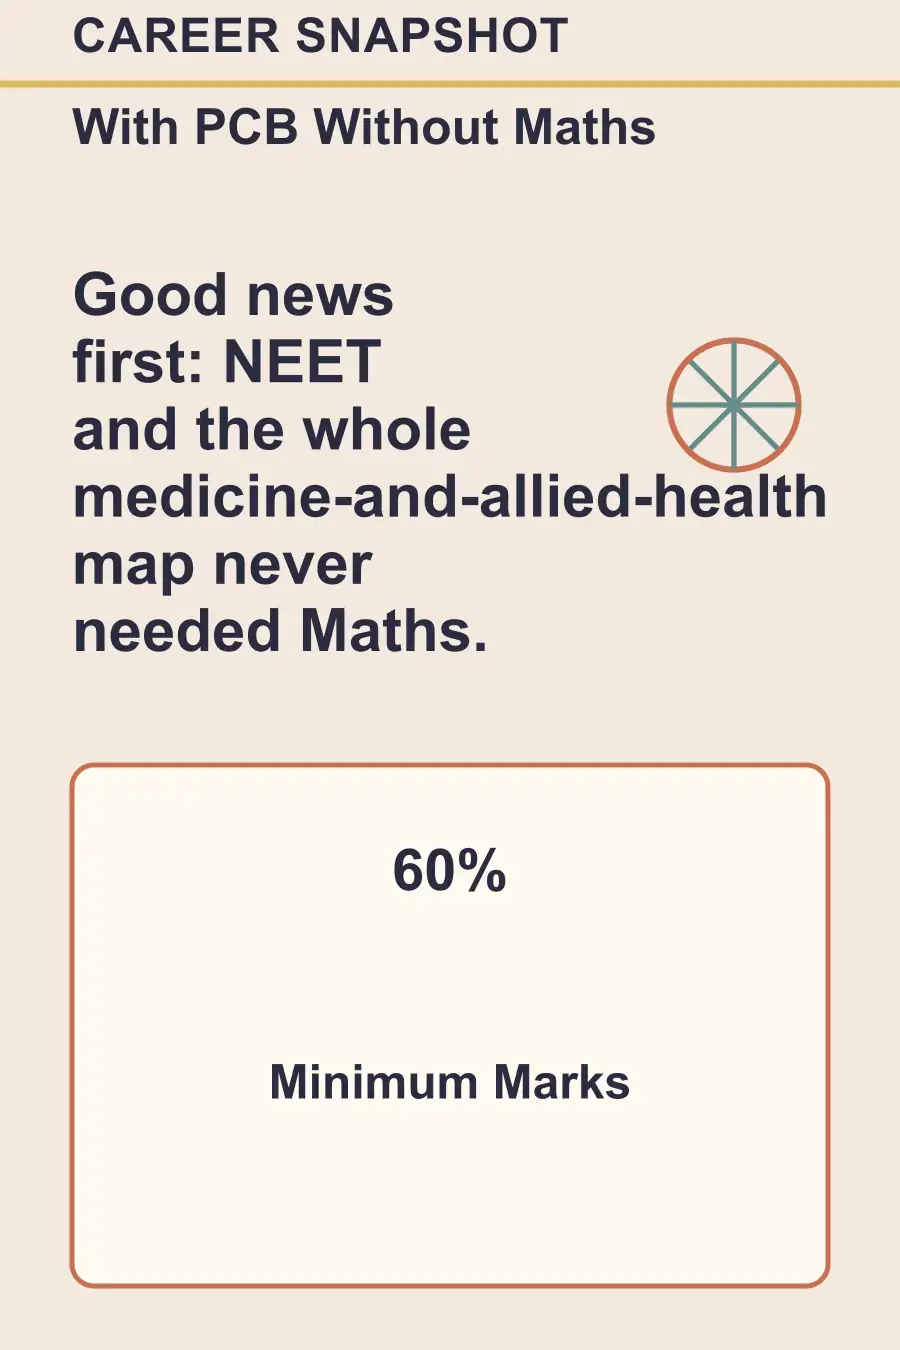 CAREER SNAPSHOT
With PCB Without Maths
Good news
first: NEET
and the whole
medicine-and-allied-health
map never
needed Maths.
60%
Minimum Marks